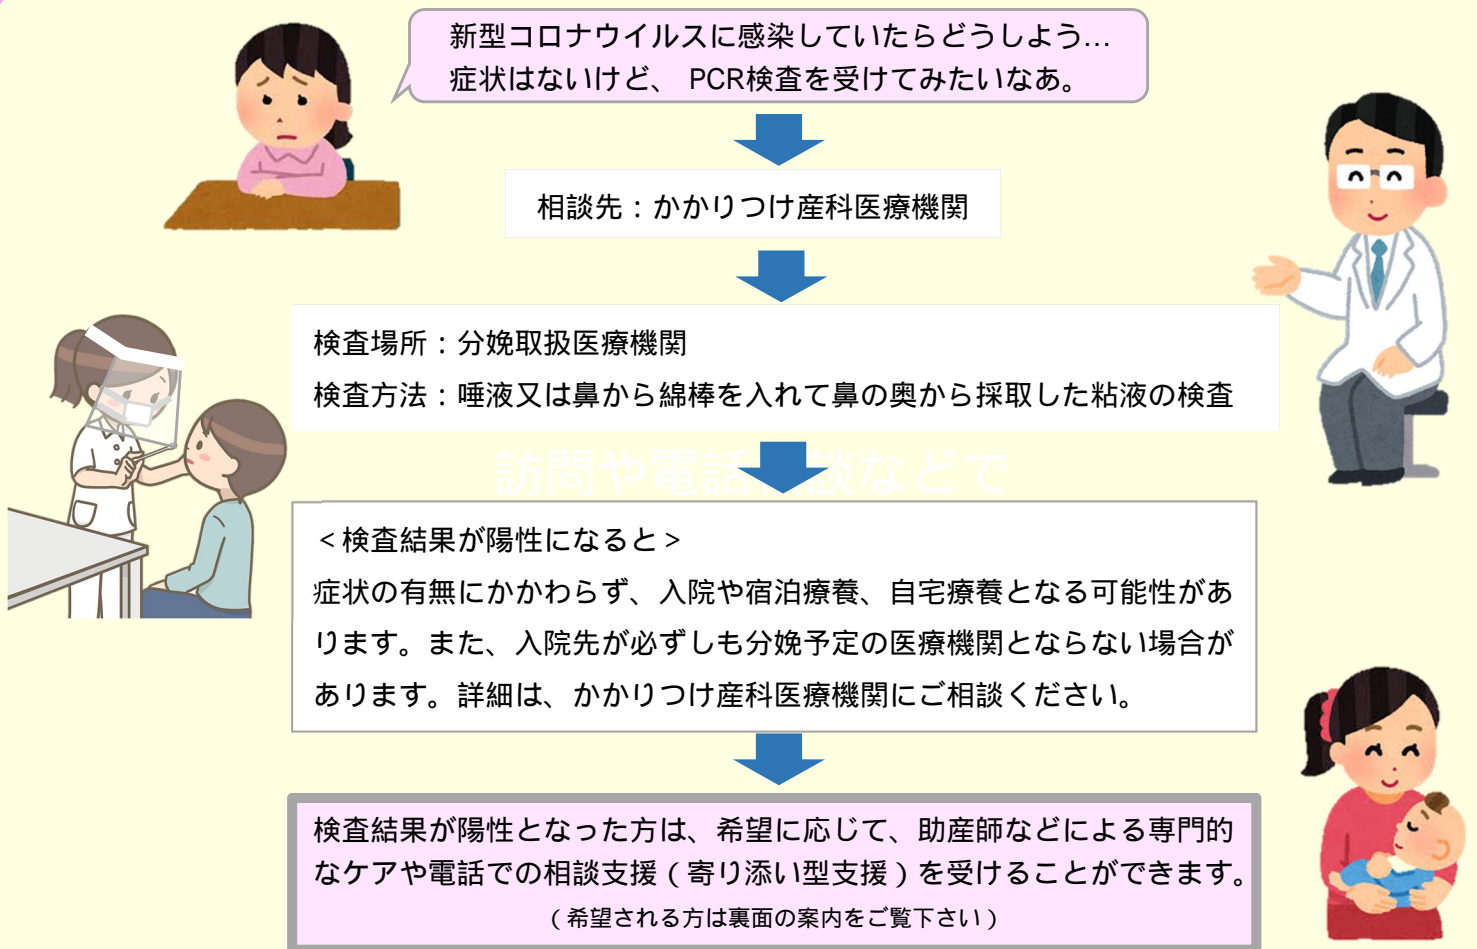 新型コロナウイルスに感染していたらどうしよう…
症状はないけど、 PCR検査を受けてみたいなあ。
相談先：かかりつけ産科医療機関
検査場所：分娩取扱医療機関
検査方法：唾液又は鼻から綿棒を入れて鼻の奥から採取した粘液の検査
訪問や電話 談などで
＜検査結果が陽性になると＞
症状の有無にかかわらず、入院や宿泊療養、自宅療養となる可能性があ
ります。また、入院先が必ずしも分娩予定の医療機関とならない場合が
あります。詳細は、かかりつけ産科医療機関にご相談ください。
検査結果が陽性となった方は、希望に応じて、助産師などによる専門的
なケアや電話での相談支援（寄り添い型支援）を受けることができます。
（希望される方は裏面の案内をご覧下さい）